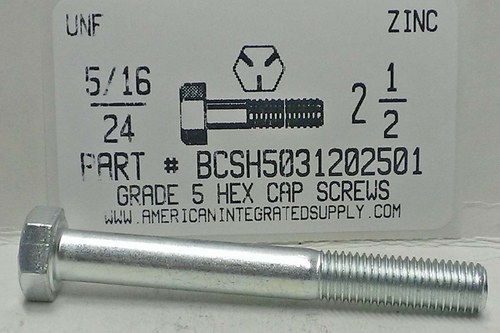 UNF ZINC
5/16
24
2 1/2
PART # BCSH5031202501
GRADE 5 HEX CAP SCREWS
WWW.AMERICANINTEGRATEDSUPPLY.COM